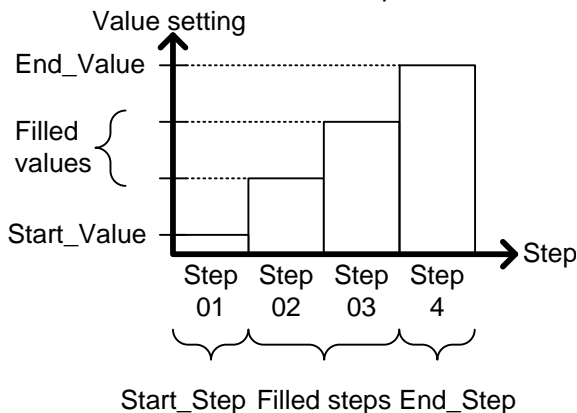 Value setting
End_Value
Filled
values
Start_Value
Step
Step Step Step Step
01 02 03 4
Start_Step Filled steps End_Step